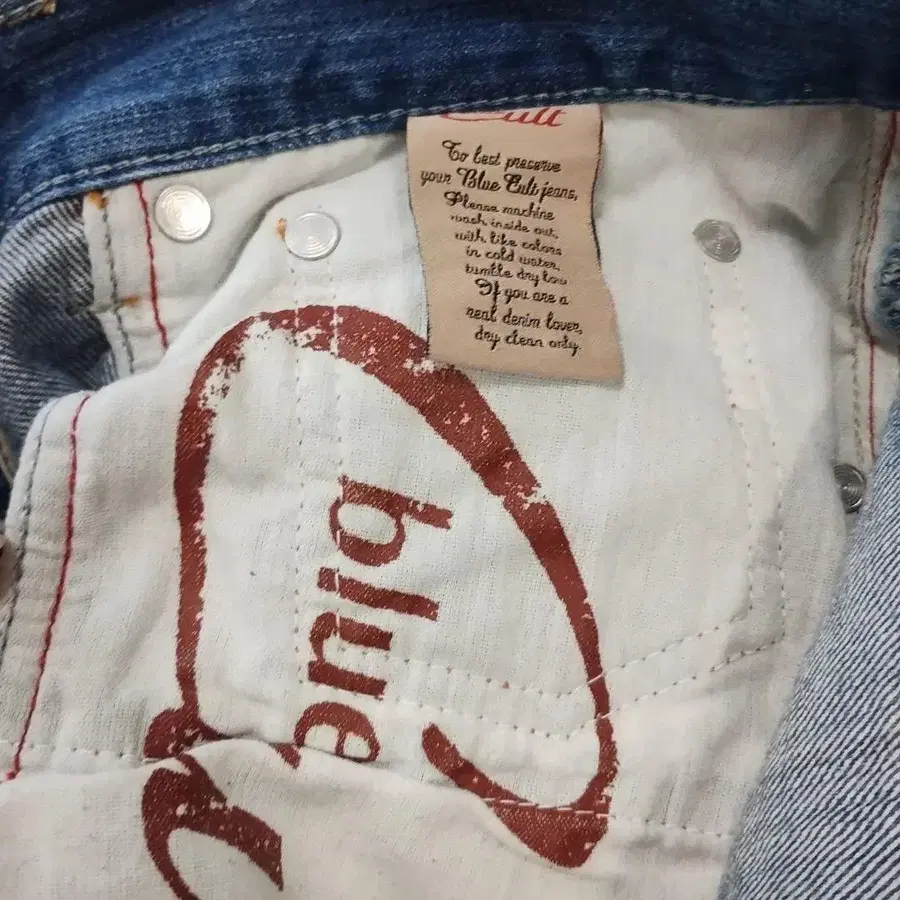 Cult
To best preserve
your Blue Cult jeans,
Please machine
wash inside out,
with like colors
in cold water,
tumble dry low
If you are a
real denim lover,
dry clean only.
blue